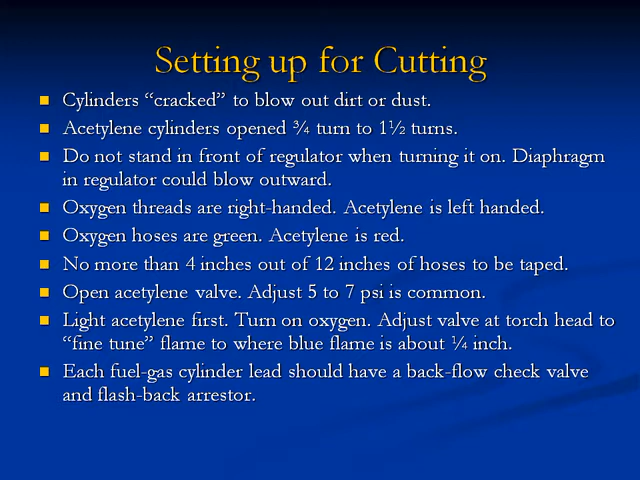 Setting up for Cutting
Cylinders “cracked” to blow out dirt or dust.
Acetylene cylinders opened ¾ turn to 1½ turns.
Do not stand in front of regulator when turning it on. Diaphragm
in regulator could blow outward.
Oxygen threads are right-handed. Acetylene is left handed.
Oxygen hoses are green. Acetylene is red.
No more than 4 inches out of 12 inches of hoses to be taped.
Open acetylene valve. Adjust 5 to 7 psi is common.
Light acetylene first. Turn on oxygen. Adjust valve at torch head to
“fine tune” flame to where blue flame is about ¼ inch.
Each fuel-gas cylinder lead should have a back-flow check valve
and flash-back arrestor.